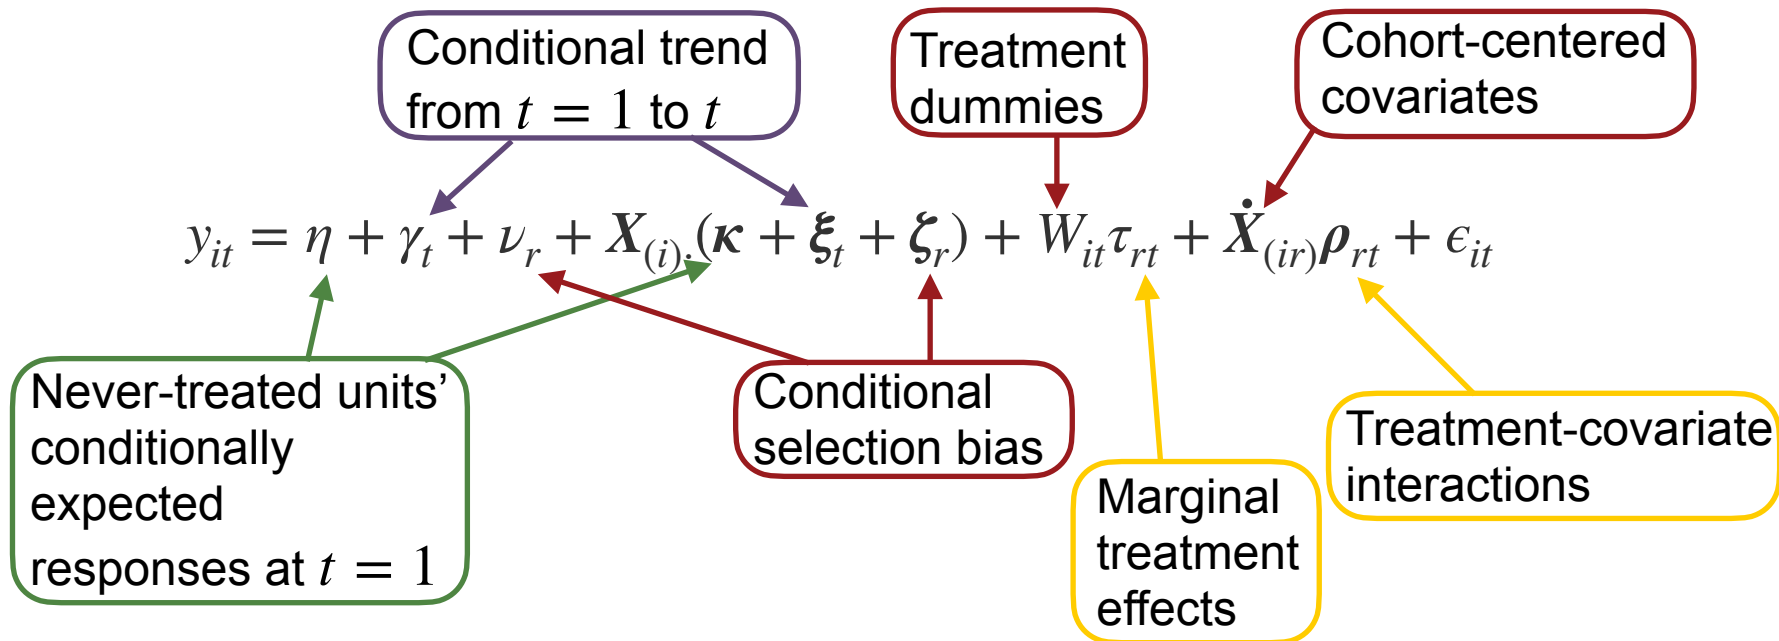 Conditional trend
from t = 1 to t
Treatment
dummies
Cohort-centered
covariates
y_{it} = η + γ_t + ν_r + X_{(i)·}(κ + ξ_t + ζ_r) + W_{it}τ_{rt} + Ẋ_{(ir)}ρ_{rt} + ϵ_{it}
Never-treated units’
conditionally
expected
responses at t = 1
Conditional
selection bias
Marginal
treatment
effects
Treatment-covariate
interactions